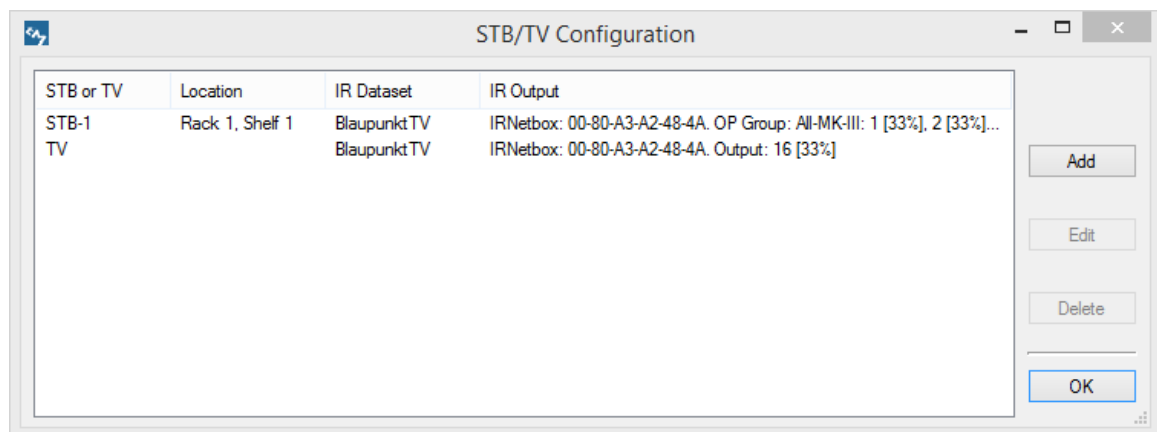 STB/TV Configuration
STB or TV Location IR Dataset IR Output
STB-1 Rack 1, Shelf 1 BlaupunktTV IRNetbox: 00-80-A3-A2-48-4A. OP Group: All-MK-III: 1 [33%], 2 [33%]...
TV BlaupunktTV IRNetbox: 00-80-A3-A2-48-4A. Output: 16 [33%]
Add
Edit
Delete
OK